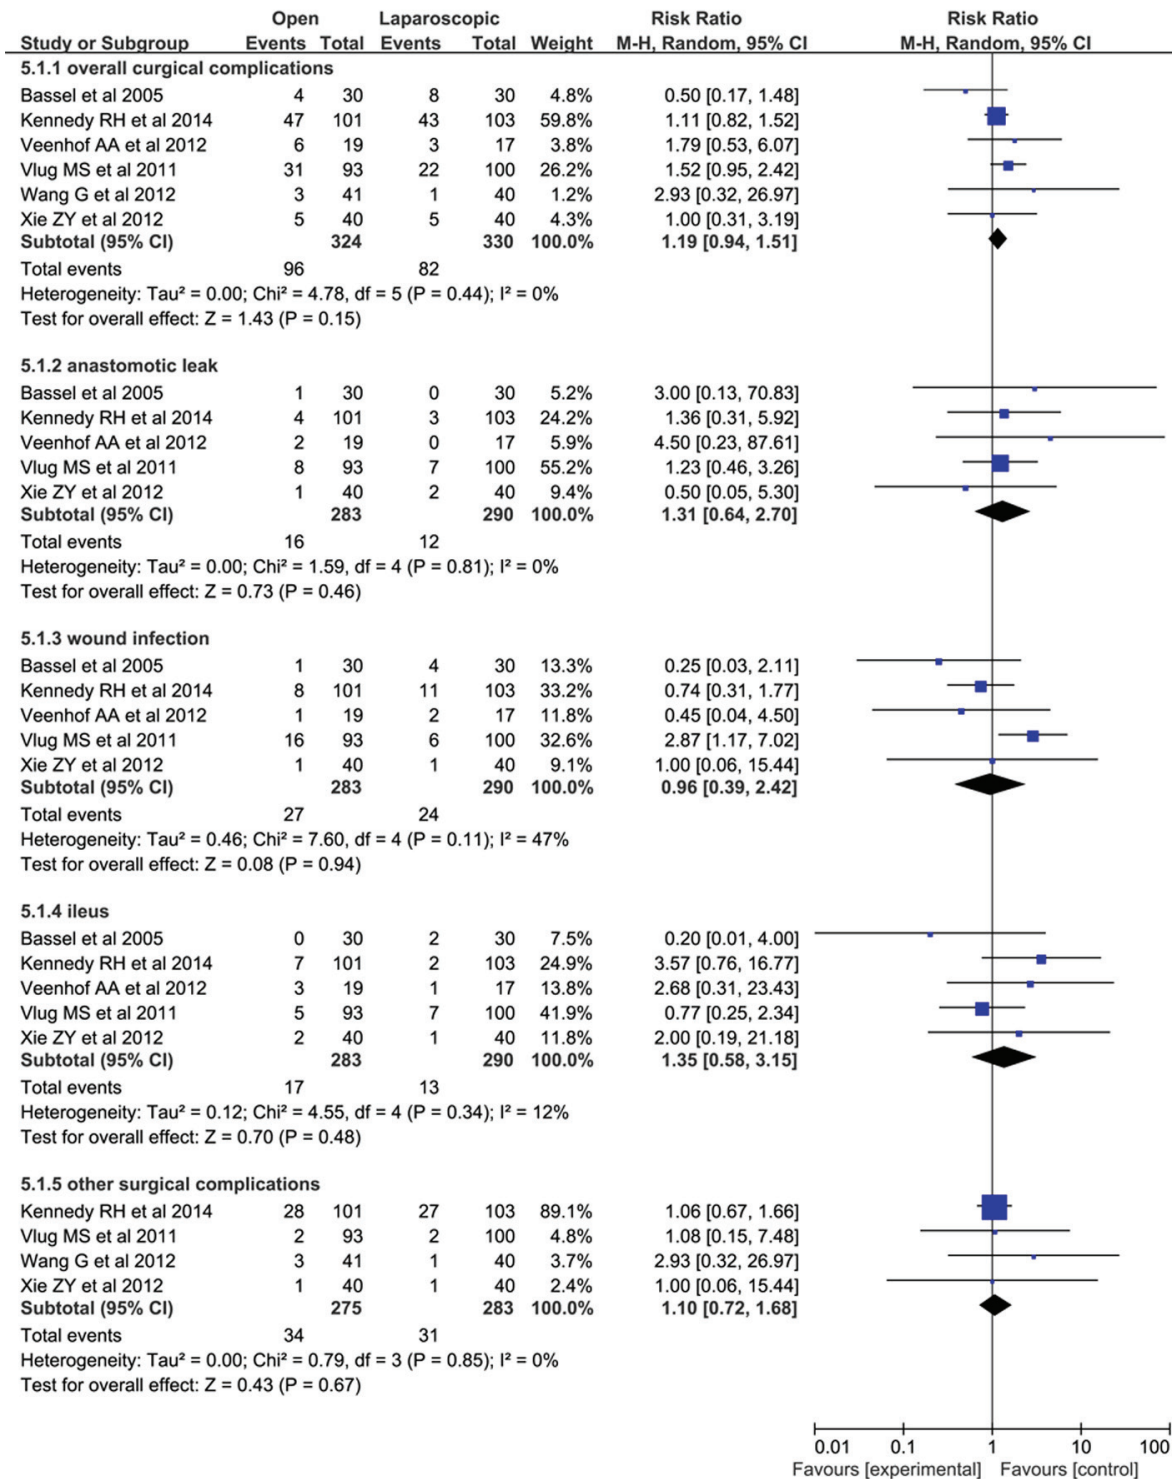 Open Laparoscopic Risk Ratio Risk Ratio
Study or Subgroup Events Total Events Total Weight M-H, Random, 95% CI M-H, Random, 95% CI
5.1.1 overall curgical complications
Bassel et al 2005 4 30 8 30 4.8% 0.50 [0.17, 1.48]
Kennedy RH et al 2014 47 101 43 103 59.8% 1.11 [0.82, 1.52]
Veenhof AA et al 2012 6 19 3 17 3.8% 1.79 [0.53, 6.07]
Vlug MS et al 2011 31 93 22 100 26.2% 1.52 [0.95, 2.42]
Wang G et al 2012 3 41 1 40 1.2% 2.93 [0.32, 26.97]
Xie ZY et al 2012 5 40 5 40 4.3% 1.00 [0.31, 3.19]
Subtotal (95% CI) 324 330 100.0% 1.19 [0.94, 1.51]
Total events 96 82
Heterogeneity: Tau² = 0.00; Chi² = 4.78, df = 5 (P = 0.44); I² = 0%
Test for overall effect: Z = 1.43 (P = 0.15)
5.1.2 anastomotic leak
Bassel et al 2005 1 30 0 30 5.2% 3.00 [0.13, 70.83]
Kennedy RH et al 2014 4 101 3 103 24.2% 1.36 [0.31, 5.92]
Veenhof AA et al 2012 2 19 0 17 5.9% 4.50 [0.23, 87.61]
Vlug MS et al 2011 8 93 7 100 55.2% 1.23 [0.46, 3.26]
Xie ZY et al 2012 1 40 2 40 9.4% 0.50 [0.05, 5.30]
Subtotal (95% CI) 283 290 100.0% 1.31 [0.64, 2.70]
Total events 16 12
Heterogeneity: Tau² = 0.00; Chi² = 1.59, df = 4 (P = 0.81); I² = 0%
Test for overall effect: Z = 0.73 (P = 0.46)
5.1.3 wound infection
Bassel et al 2005 1 30 4 30 13.3% 0.25 [0.03, 2.11]
Kennedy RH et al 2014 8 101 11 103 33.2% 0.74 [0.31, 1.77]
Veenhof AA et al 2012 1 19 2 17 11.8% 0.45 [0.04, 4.50]
Vlug MS et al 2011 16 93 6 100 32.6% 2.87 [1.17, 7.02]
Xie ZY et al 2012 1 40 1 40 9.1% 1.00 [0.06, 15.44]
Subtotal (95% CI) 283 290 100.0% 0.96 [0.39, 2.42]
Total events 27 24
Heterogeneity: Tau² = 0.46; Chi² = 7.60, df = 4 (P = 0.11); I² = 47%
Test for overall effect: Z = 0.08 (P = 0.94)
5.1.4 ileus
Bassel et al 2005 0 30 2 30 7.5% 0.20 [0.01, 4.00]
Kennedy RH et al 2014 7 101 2 103 24.9% 3.57 [0.76, 16.77]
Veenhof AA et al 2012 3 19 1 17 13.8% 2.68 [0.31, 23.43]
Vlug MS et al 2011 5 93 7 100 41.9% 0.77 [0.25, 2.34]
Xie ZY et al 2012 2 40 1 40 11.8% 2.00 [0.19, 21.18]
Subtotal (95% CI) 283 290 100.0% 1.35 [0.58, 3.15]
Total events 17 13
Heterogeneity: Tau² = 0.12; Chi² = 4.55, df = 4 (P = 0.34); I² = 12%
Test for overall effect: Z = 0.70 (P = 0.48)
5.1.5 other surgical complications
Kennedy RH et al 2014 28 101 27 103 89.1% 1.06 [0.67, 1.66]
Vlug MS et al 2011 2 93 2 100 4.8% 1.08 [0.15, 7.48]
Wang G et al 2012 3 41 1 40 3.7% 2.93 [0.32, 26.97]
Xie ZY et al 2012 1 40 1 40 2.4% 1.00 [0.06, 15.44]
Subtotal (95% CI) 275 283 100.0% 1.10 [0.72, 1.68]
Total events 34 31
Heterogeneity: Tau² = 0.00; Chi² = 0.79, df = 3 (P = 0.85); I² = 0%
Test for overall effect: Z = 0.43 (P = 0.67)
0.01 0.1 1 10 100
Favours [experimental] Favours [control]